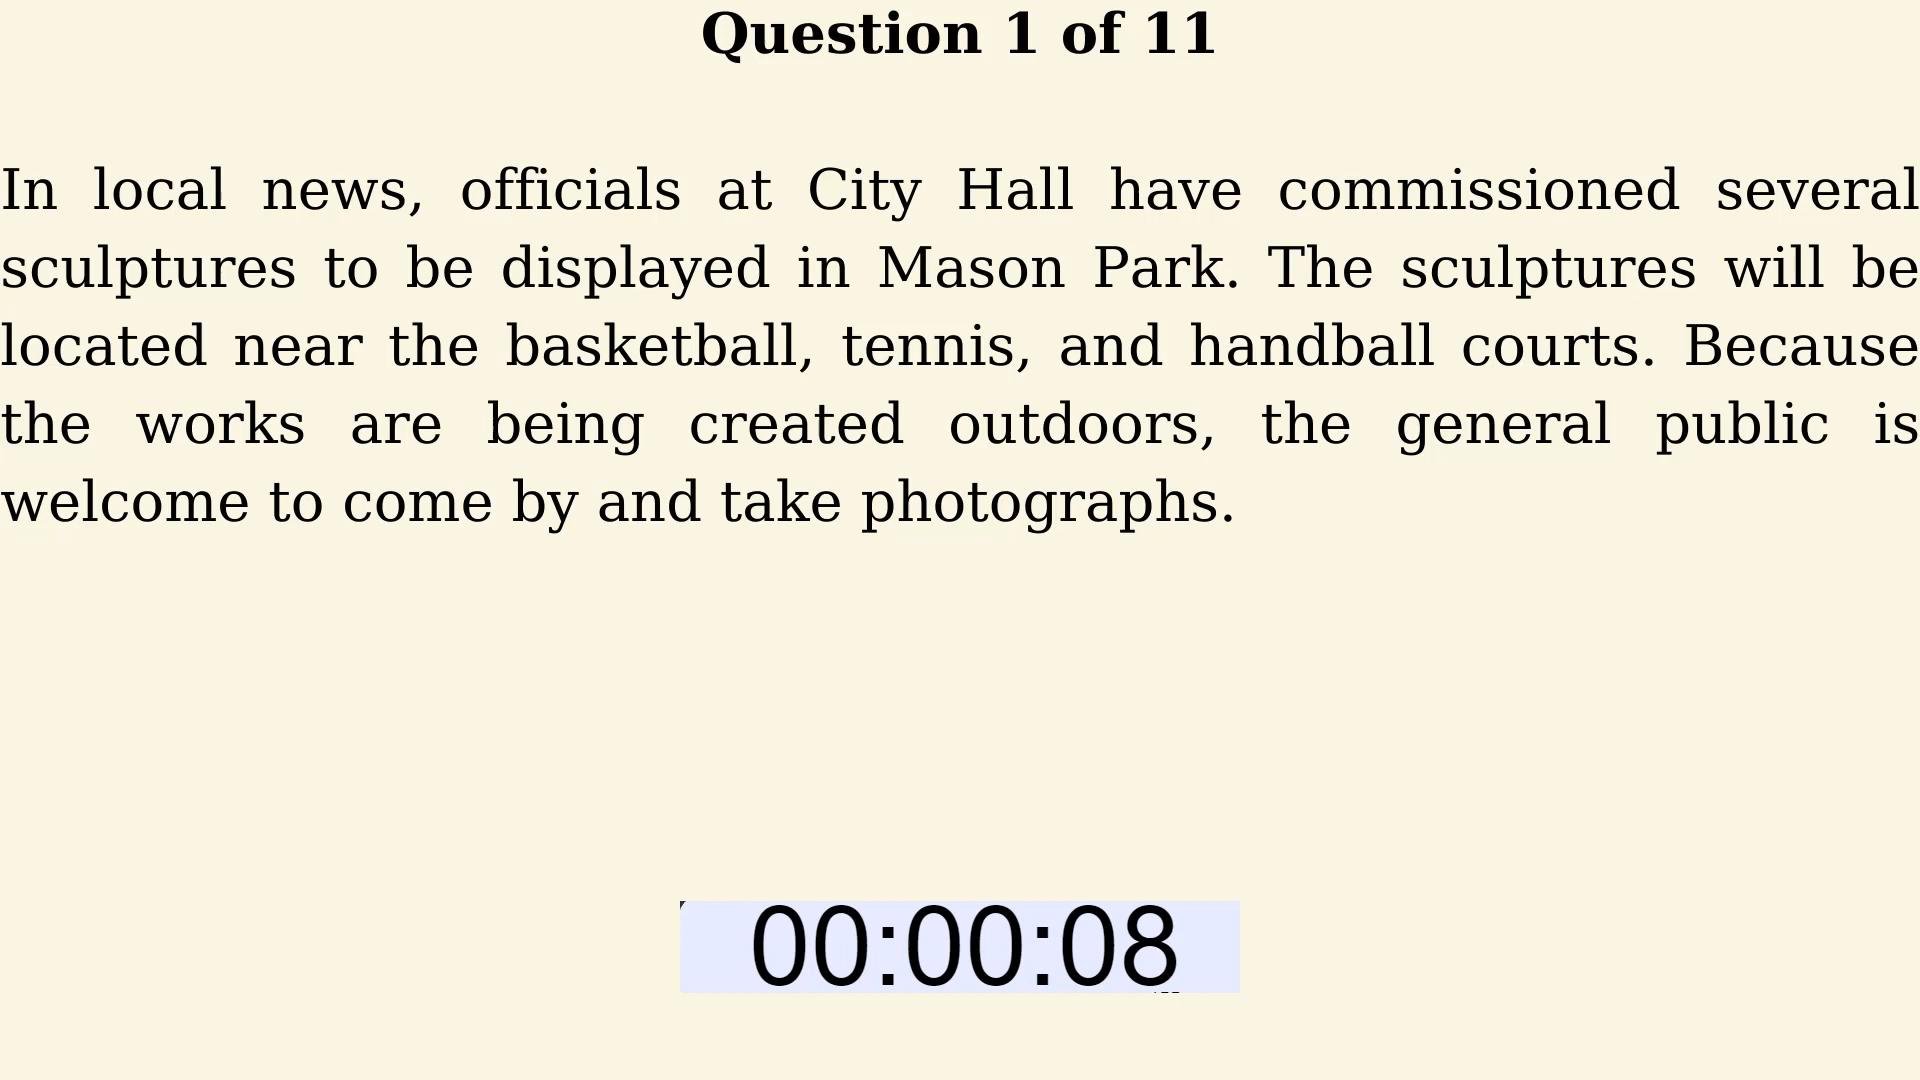 Question 1 of 11
In local news, officials at City Hall have commissioned several
sculptures to be displayed in Mason Park. The sculptures will be
located near the basketball, tennis, and handball courts. Because
the works are being created outdoors, the general public is
welcome to come by and take photographs.
00:00:08